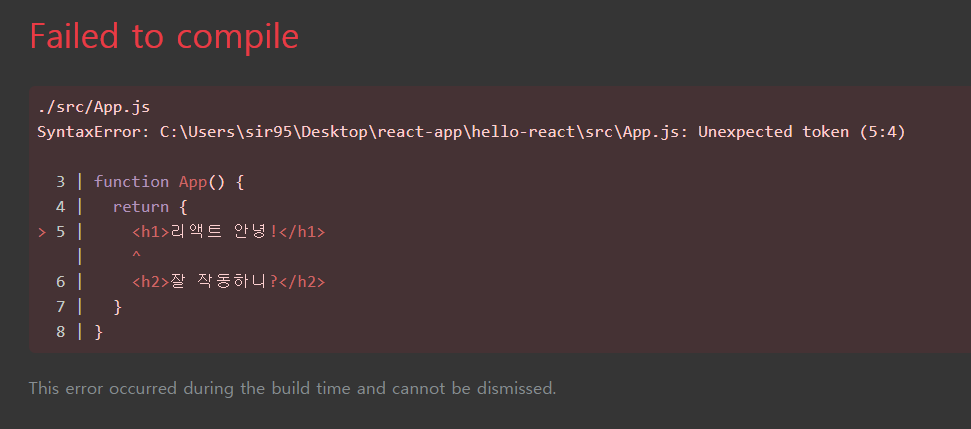 Failed to compile
./src/App.js
SyntaxError: C:\Users\sir95\Desktop\react-app\hello-react\src\App.js: Unexpected token (5:4)
  3 | function App() {
  4 |   return {
> 5 |     <h1>리액트 안녕!</h1>
    |     ^
  6 |     <h2>잘 작동하니?</h2>
  7 |   }
  8 | }
This error occurred during the build time and cannot be dismissed.